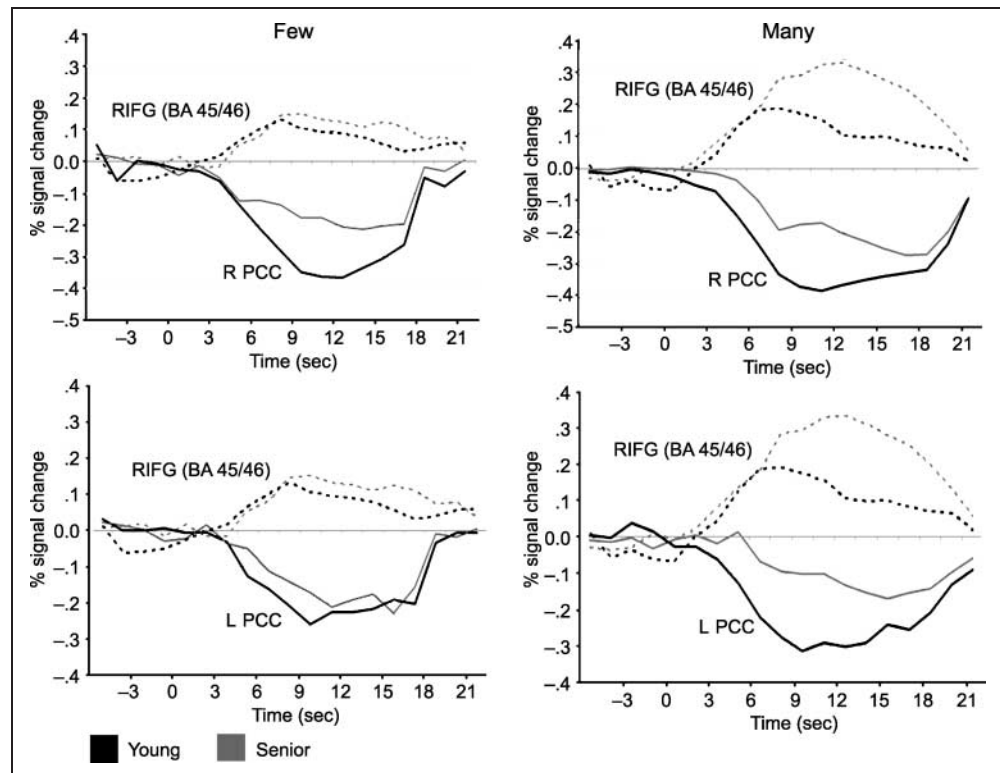 Few
.4
.3
.2
.1
0.0
–.1
–.2
–.3
–.4
–.5
% signal change
RIFG (BA 45/46)
R PCC
–3 0 3 6 9 12 15 18 21
Time (sec)
Many
.4
.3
.2
.1
0.0
–.1
–.2
–.3
–.4
–.5
% signal change
RIFG (BA 45/46)
R PCC
–3 0 3 6 9 12 15 18 21
Time (sec)
.4
.3
.2
.1
0.0
–.1
–.2
–.3
–.4
% signal change
RIFG (BA 45/46)
L PCC
–3 0 3 6 9 12 15 18 21
Time (sec)
.4
.3
.2
.1
0.0
–.1
–.2
–.3
–.4
% signal change
RIFG (BA 45/46)
L PCC
–3 0 3 6 9 12 15 18 21
Time (sec)
Young Senior